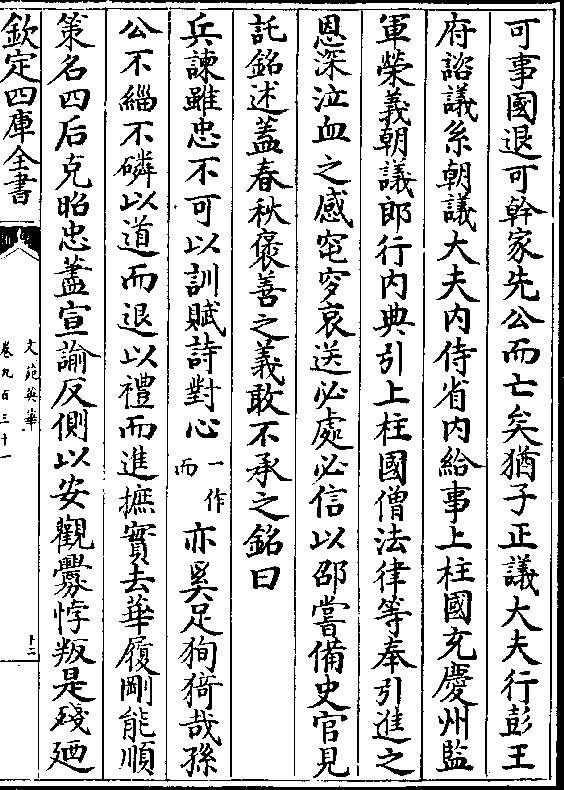 可事國退可幹家先公而亡矣猶子正議大夫行彭王
府諮議系朝議大夫内侍省内給事上柱國充慶州監
軍榮義朝議郎行内典引上柱國僧法律等奉引進之
恩深泣血之感窀穸哀送必處必信以邵嘗備史官見
託銘述蓋春秋襃善之義敢不承之銘曰
兵諫雖忠不可以訓賦詩對心一作而亦奚足狥猗哉孫
公不緇不磷以道而退以禮而進摭實去華履剛能順
策名四后克昭忠藎宣諭反側以安觀釁悖叛是殘廼
欽定四庫全書
文苑英華
卷九百三十一
十二